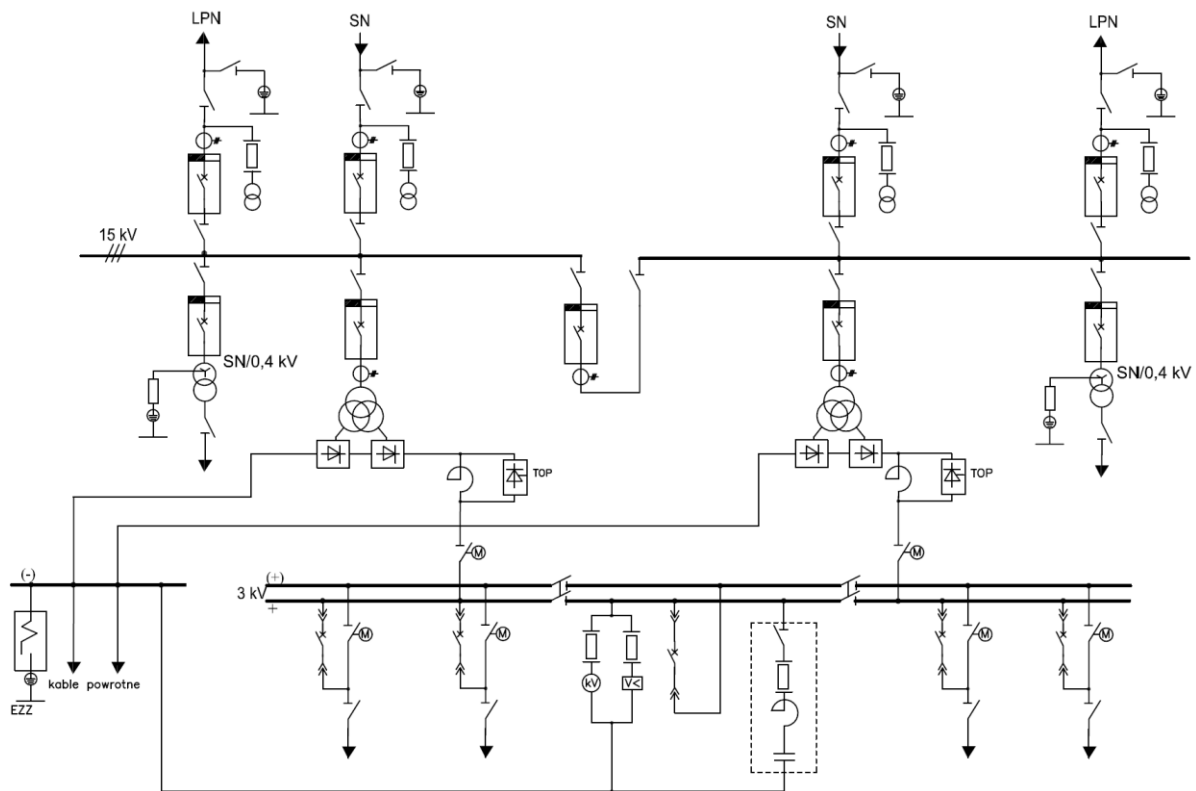 LPN
SN
SN
LPN
15 kV
SN/0,4 kV
SN/0,4 kV
TOP
TOP
M
M
(-)
(+)
3 kV
+
M
M
M
M
kV
V<
kable powrotne
EZZ